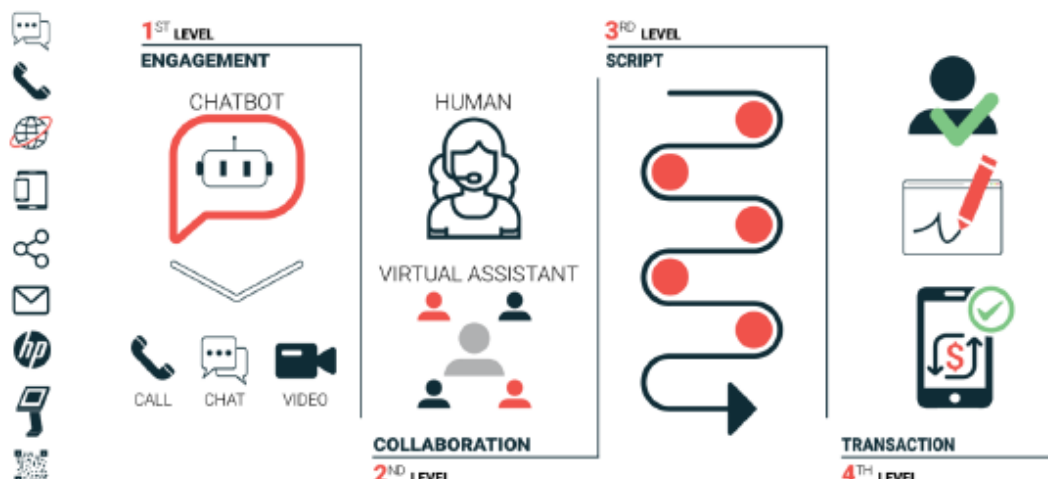 1ST LEVEL
ENGAGEMENT
CHATBOT
CALL
CHAT
VIDEO
HUMAN
VIRTUAL ASSISTANT
COLLABORATION
2ND LEVEL
3RD LEVEL
SCRIPT
$
TRANSACTION
4TH LEVEL
hp